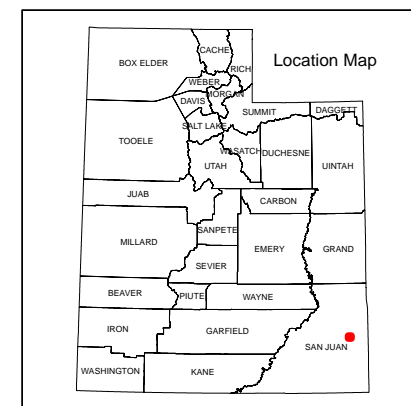 Location Map
BOX ELDER
CACHE
RICH
WEBER
MORGAN
DAVIS
SUMMIT
DAGGETT
SALT LAKE
TOOELE
WASATCH
DUCHESNE
UTAH
UINTAH
JUAB
CARBON
SANPETE
MILLARD
EMERY
GRAND
SEVIER
BEAVER
PIUTE
WAYNE
IRON
GARFIELD
SAN JUAN
WASHINGTON
KANE